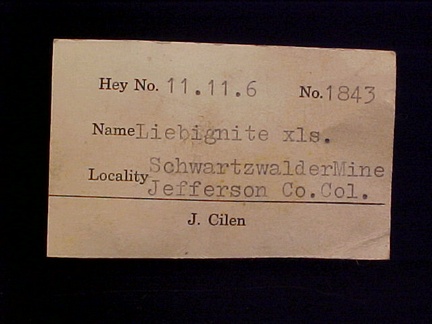 Hey No. 11.11.6 No. 1843
Name Liebignite xls.
Locality SchwartzwalderMine
Jefferson Co.Col.
J. Cilen